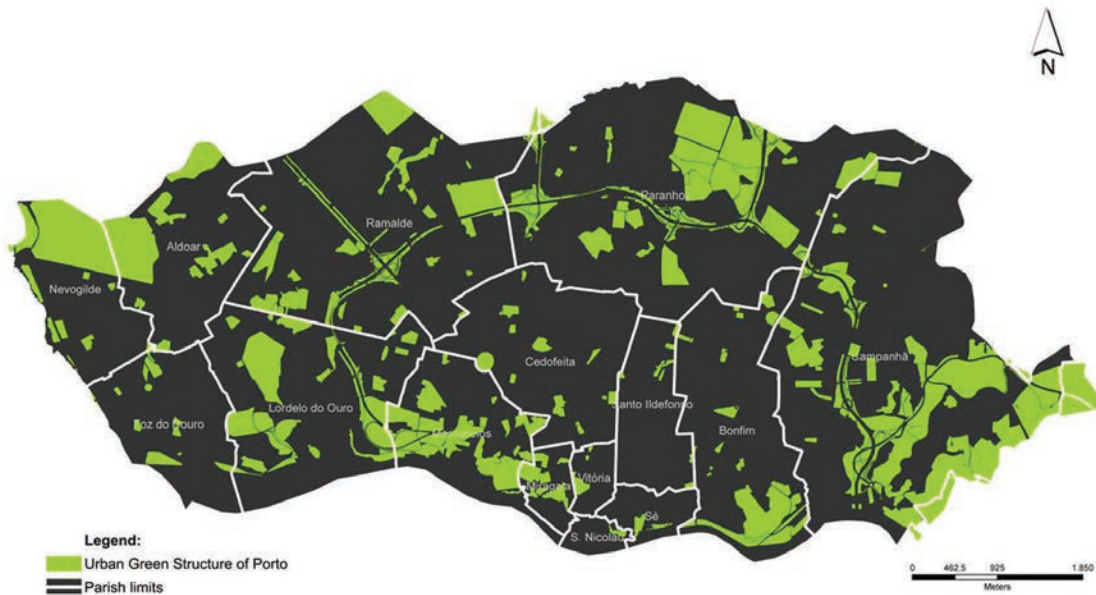 N
Paranhos
Ramalde
Aldoar
Nevogilde
Cedofeita
Campanhã
Lordelo do Ouro
Santo Ildefonso
Foz do Douro
Bonfim
Vitória
Miragaia
Sé
S. Nicolau
Legend:
Urban Green Structure of Porto
Parish limits
0 462,5 925 1.850
Meters